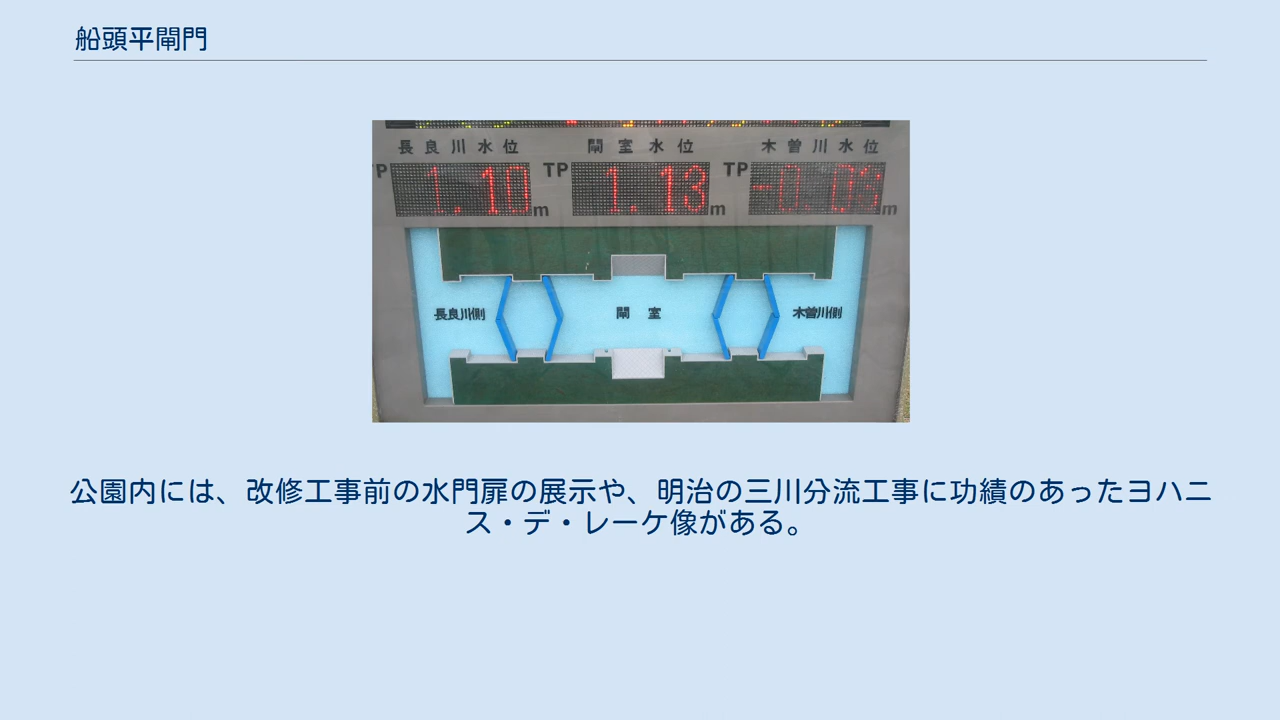 船頭平閘門
長良川水位 閘室水位 木曽川水位
TP 1.10m TP 1.13m TP
m
長良川側 閘室 木曽川側
公園内には、改修工事前の水門扉の展示や、明治の三川分流工事に功績のあったヨハニ
ス・デ・レーケ像がある。